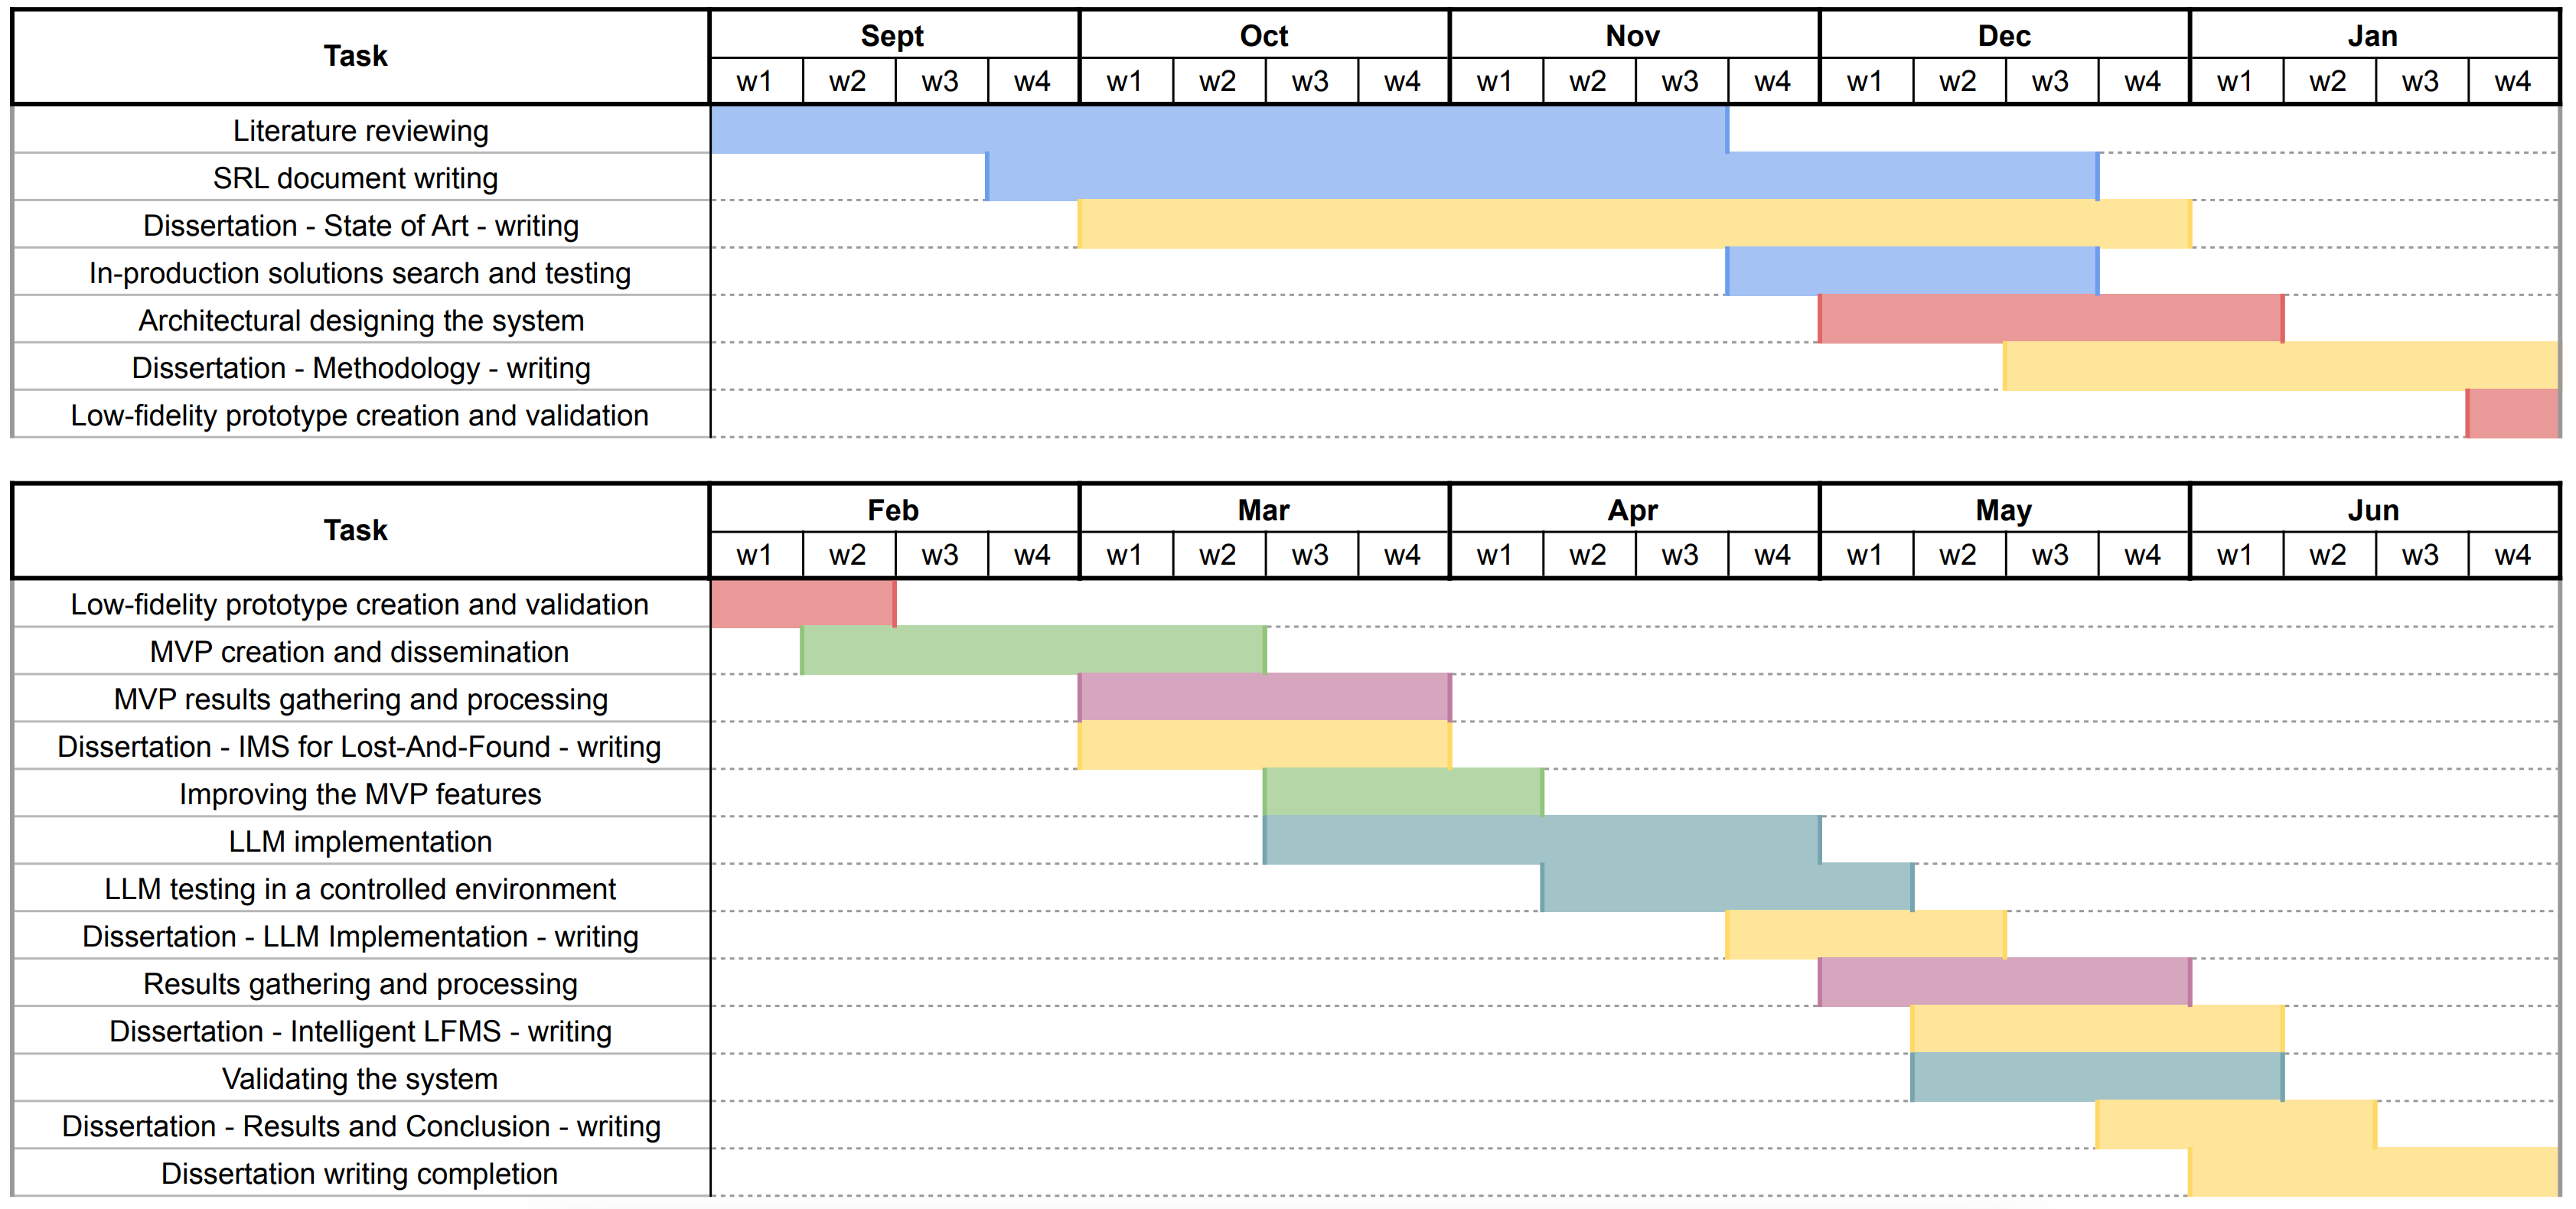 Task Sept Oct Nov Dec Jan
w1 w2 w3 w4 w1 w2 w3 w4 w1 w2 w3 w4 w1 w2 w3 w4 w1 w2 w3 w4
Literature reviewing
SRL document writing
Dissertation - State of Art - writing
In-production solutions search and testing
Architectural designing the system
Dissertation - Methodology - writing
Low-fidelity prototype creation and validation
Task Feb Mar Apr May Jun
w1 w2 w3 w4 w1 w2 w3 w4 w1 w2 w3 w4 w1 w2 w3 w4 w1 w2 w3 w4
Low-fidelity prototype creation and validation
MVP creation and dissemination
MVP results gathering and processing
Dissertation - IMS for Lost-And-Found - writing
Improving the MVP features
LLM implementation
LLM testing in a controlled environment
Dissertation - LLM Implementation - writing
Results gathering and processing
Dissertation - Intelligent LFMS - writing
Validating the system
Dissertation - Results and Conclusion - writing
Dissertation writing completion